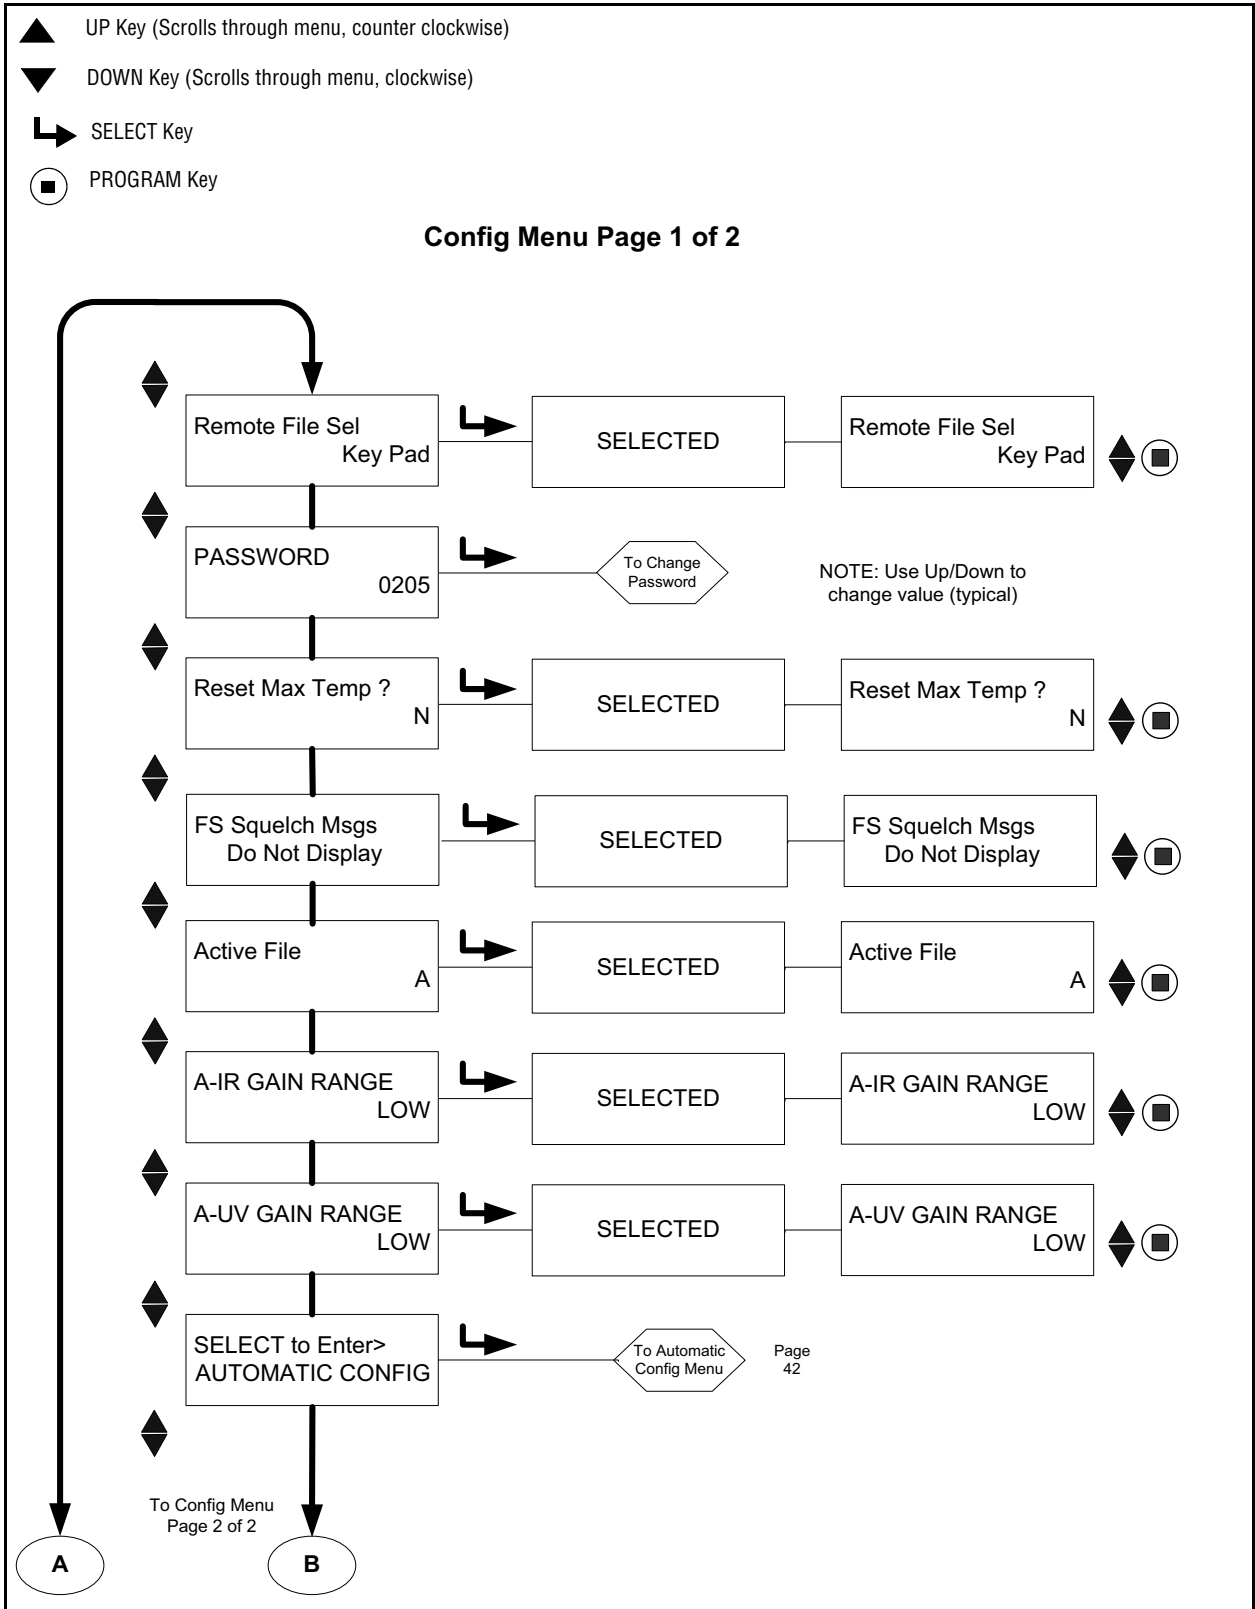 UP Key (Scrolls through menu, counter clockwise)
DOWN Key (Scrolls through menu, clockwise)
SELECT Key
PROGRAM Key
Config Menu Page 1 of 2
Remote File Sel
Key Pad
SELECTED
Remote File Sel
Key Pad
PASSWORD
0205
To Change
Password
NOTE: Use Up/Down to
change value (typical)
Reset Max Temp ?
N
SELECTED
Reset Max Temp ?
N
FS Squelch Msgs
Do Not Display
SELECTED
FS Squelch Msgs
Do Not Display
Active File
A
SELECTED
Active File
A
A-IR GAIN RANGE
LOW
SELECTED
A-IR GAIN RANGE
LOW
A-UV GAIN RANGE
LOW
SELECTED
A-UV GAIN RANGE
LOW
SELECT to Enter>
AUTOMATIC CONFIG
To Automatic
Config Menu
Page
42
To Config Menu
Page 2 of 2
A
B